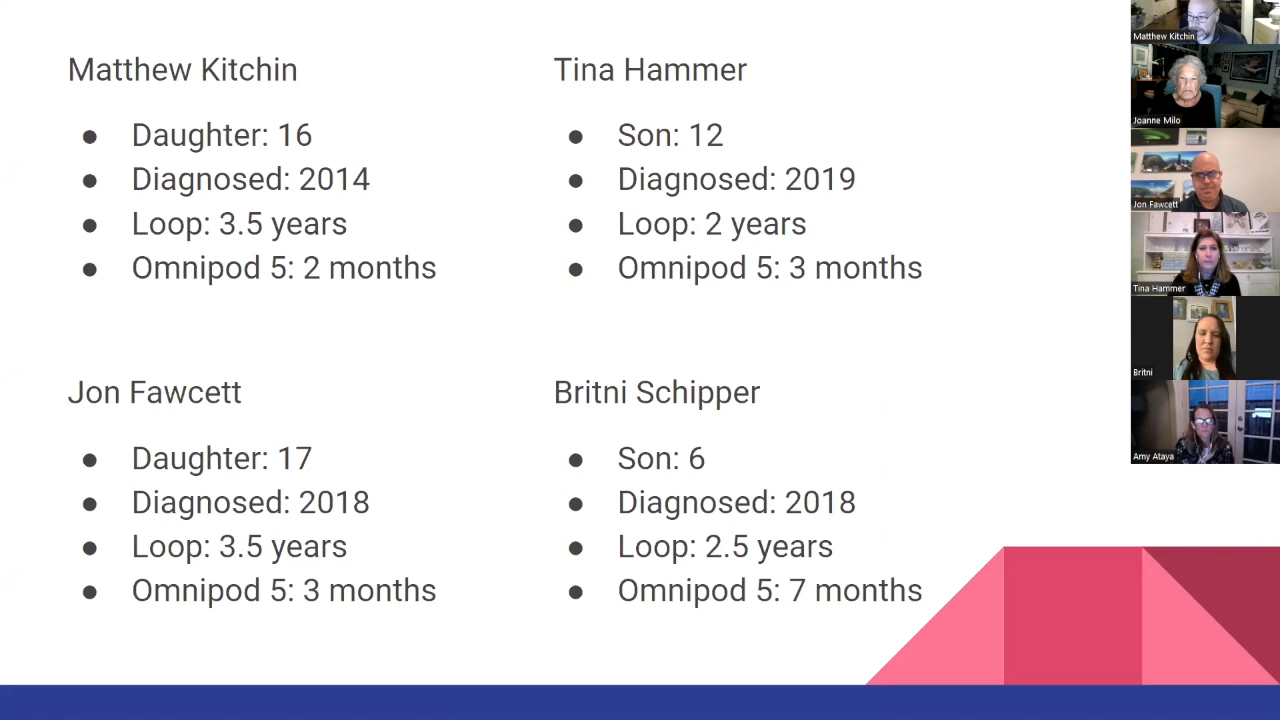 Matthew Kitchin
● Daughter: 16
● Diagnosed: 2014
● Loop: 3.5 years
● Omnipod 5: 2 months
Tina Hammer
● Son: 12
● Diagnosed: 2019
● Loop: 2 years
● Omnipod 5: 3 months
Jon Fawcett
● Daughter: 17
● Diagnosed: 2018
● Loop: 3.5 years
● Omnipod 5: 3 months
Britni Schipper
● Son: 6
● Diagnosed: 2018
● Loop: 2.5 years
● Omnipod 5: 7 months
Matthew Kitchin
Joanne Milo
Jon Fawcett
Tina Hammer
Britni
Amy Ataya